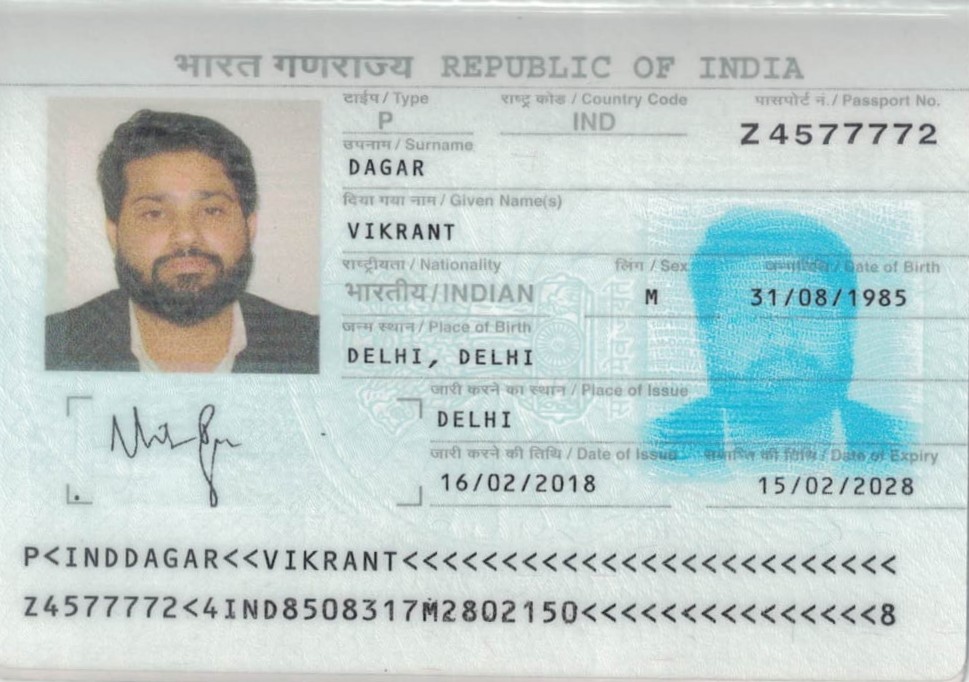 भारत गणराज्य REPUBLIC OF INDIA
टाईप / Type राष्ट्र कोड / Country Code पासपोर्ट नं. / Passport No.
P IND Z4577772
उपनाम / Surname
DAGAR
दिया गया नाम / Given Name(s)
VIKRANT
राष्ट्रीयता / Nationality लिंग / Sex जन्मतिथि / Date of Birth
भारतीय/INDIAN M 31/08/1985
जन्म स्थान / Place of Birth
DELHI, DELHI
जारी करने का स्थान / Place of Issue
DELHI
जारी करने की तिथि / Date of Issue समाप्ति की तिथि / Date of Expiry
16/02/2018 15/02/2028
P<INDDAGAR<<VIKRANT<<<<<<<<<<<<<<<<<<<<<<<<<
Z4577772<4IND8508317M2802150<<<<<<<<<<<<<<<8